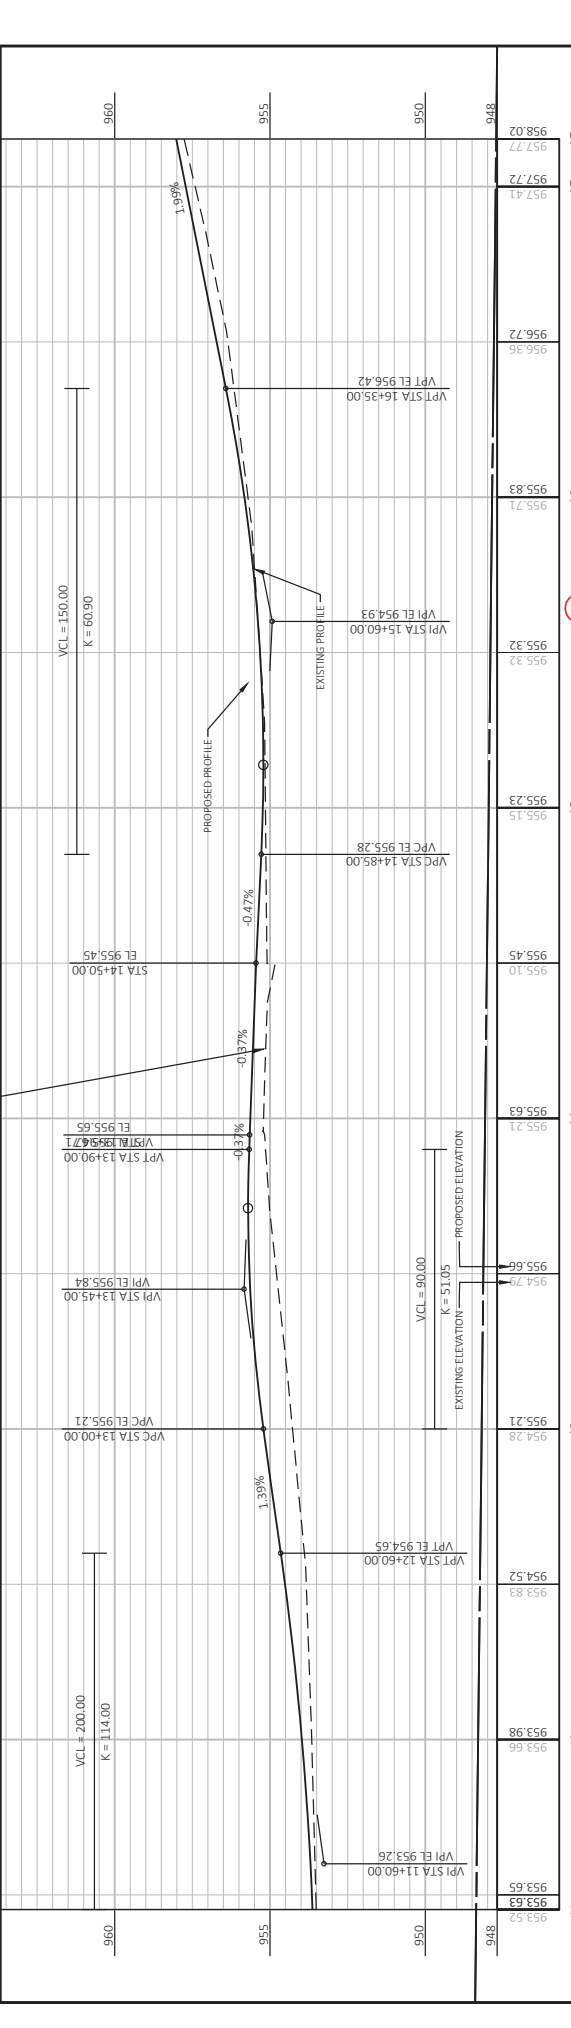 960
955
950
948
958.02
957.77
957.72
957.41
1.99%
956.72
956.36
VPT EL 956.42
VPT STA 16+35.00
955.83
955.71
VCL = 150.00
K = 60.90
EXISTING PROFILE
VPI EL 954.93
VPI STA 15+60.00
955.32
955.32
PROPOSED PROFILE
955.23
955.15
VPC EL 955.28
VPC STA 14+85.00
-0.47%
EL 955.45
STA 14+50.00
955.45
955.10
-0.37%
955.63
955.21
EL 955.65
-0.37%
VPT STA 13+90.00
PROPOSED ELEVATION
955.66
954.79
VCL = 90.00
K = 51.05
EXISTING ELEVATION
VPI EL 955.84
VPI STA 13+45.00
VPC EL 955.21
VPC STA 13+00.00
955.21
954.28
1.39%
VPT EL 954.65
VPT STA 12+60.00
954.52
953.83
VCL = 200.00
K = 114.00
953.98
953.66
VPI EL 953.26
VPI STA 11+60.00
953.65
953.63
953.52
960
955
950
948